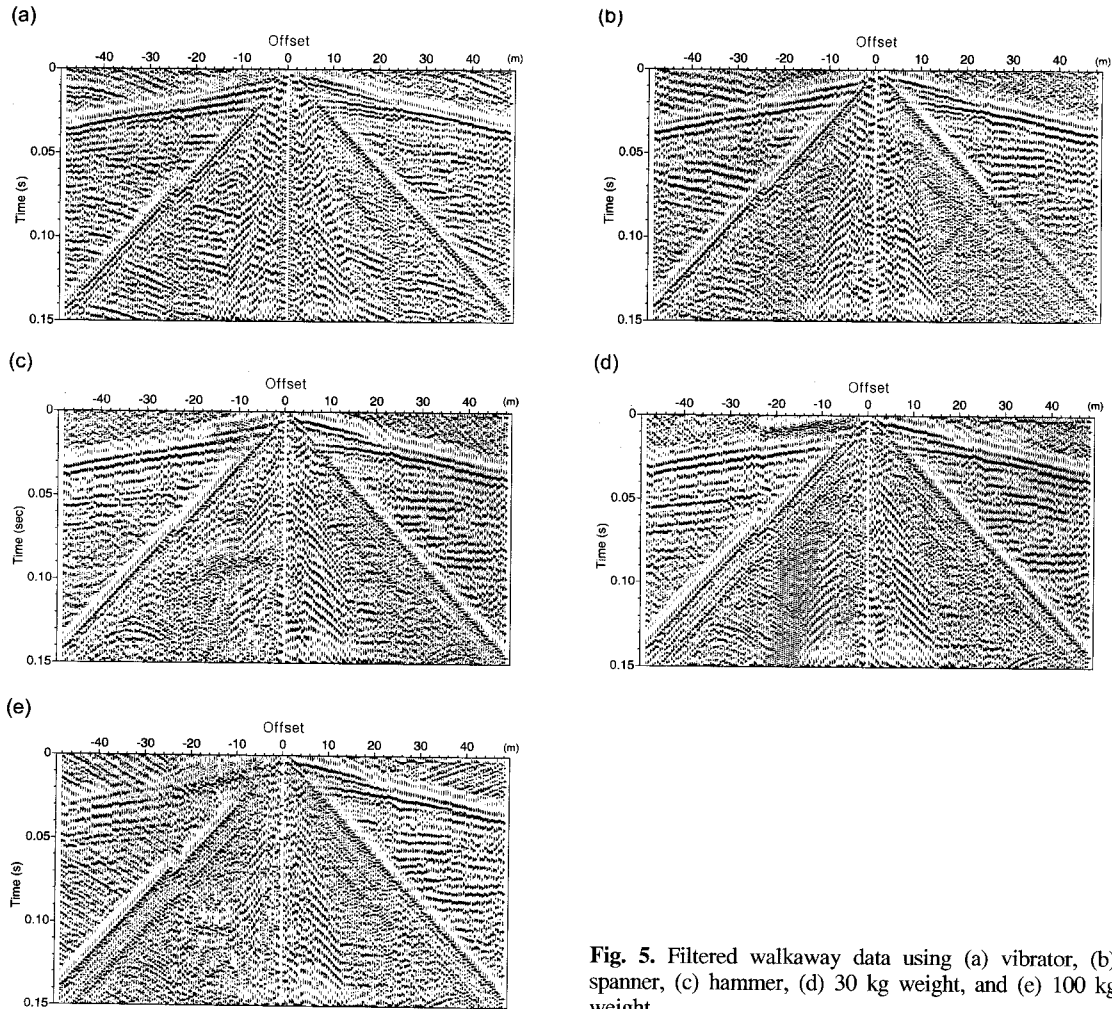 (a)
Offset
-40 -30 -20 -10 0 10 20 30 40 (m)
0
0.05
0.10
0.15
Time (s)
(b)
Offset
-40 -30 -20 -10 0 10 20 30 40 (m)
0
0.05
0.10
0.15
Time (s)
(c)
Offset
-40 -30 -20 -10 0 10 20 30 40 (m)
0
0.05
0.10
0.15
Time (sec)
(d)
Offset
-40 -30 -20 -10 0 10 20 30 40 (m)
0
0.05
0.10
0.15
Time (s)
(e)
Offset
-40 -30 -20 -10 0 10 20 30 40 (m)
0
0.05
0.10
0.15
Time (s)
Fig. 5. Filtered walkaway data using (a) vibrator, (b)
spanner, (c) hammer, (d) 30 kg weight, and (e) 100 kg
weight